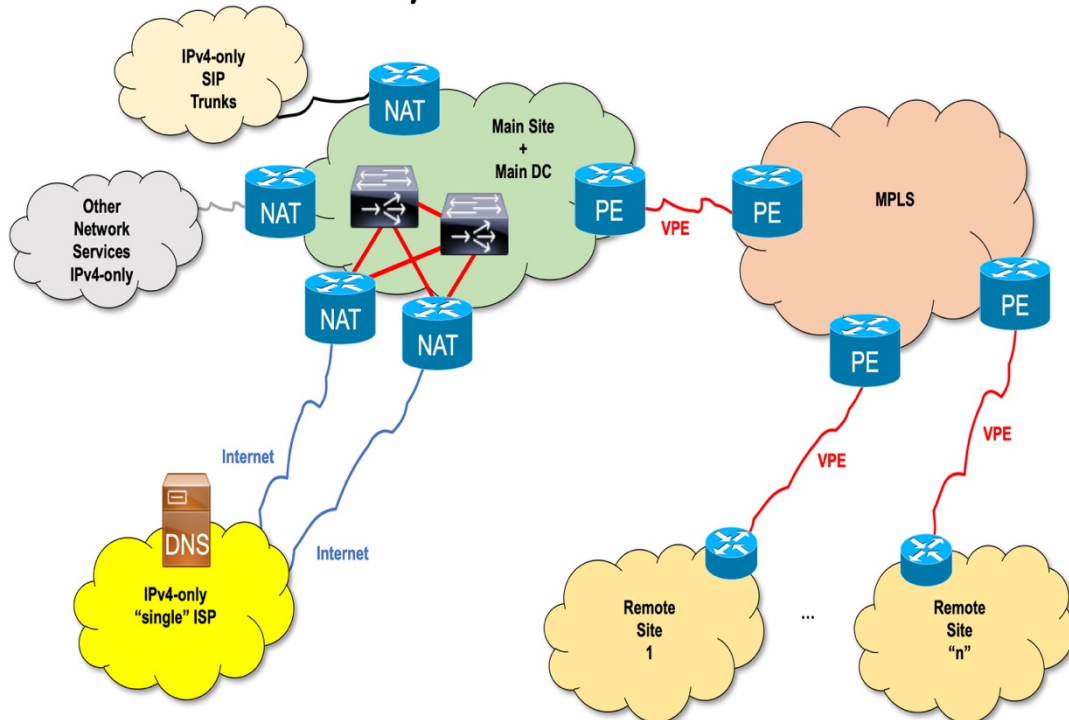 IPv4-only
SIP
Trunks
NAT
Main Site
+
Main DC
Other
Network
Services
IPv4-only
NAT
PE
VPE
PE
MPLS
NAT
NAT
PE
PE
Internet
VPE
VPE
DNS
Internet
IPv4-only
“single” ISP
Remote
Site
1
...
Remote
Site
“n”